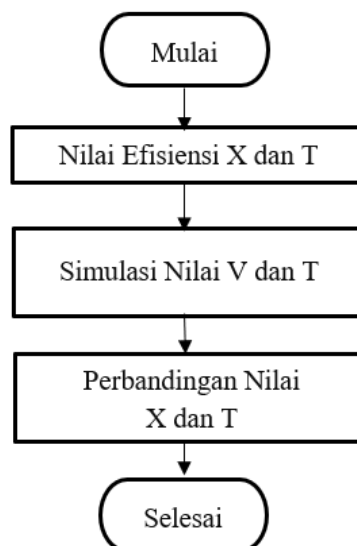 Mulai
Nilai Efisiensi X dan T
Simulasi Nilai V dan T
Perbandingan Nilai
X dan T
Selesai